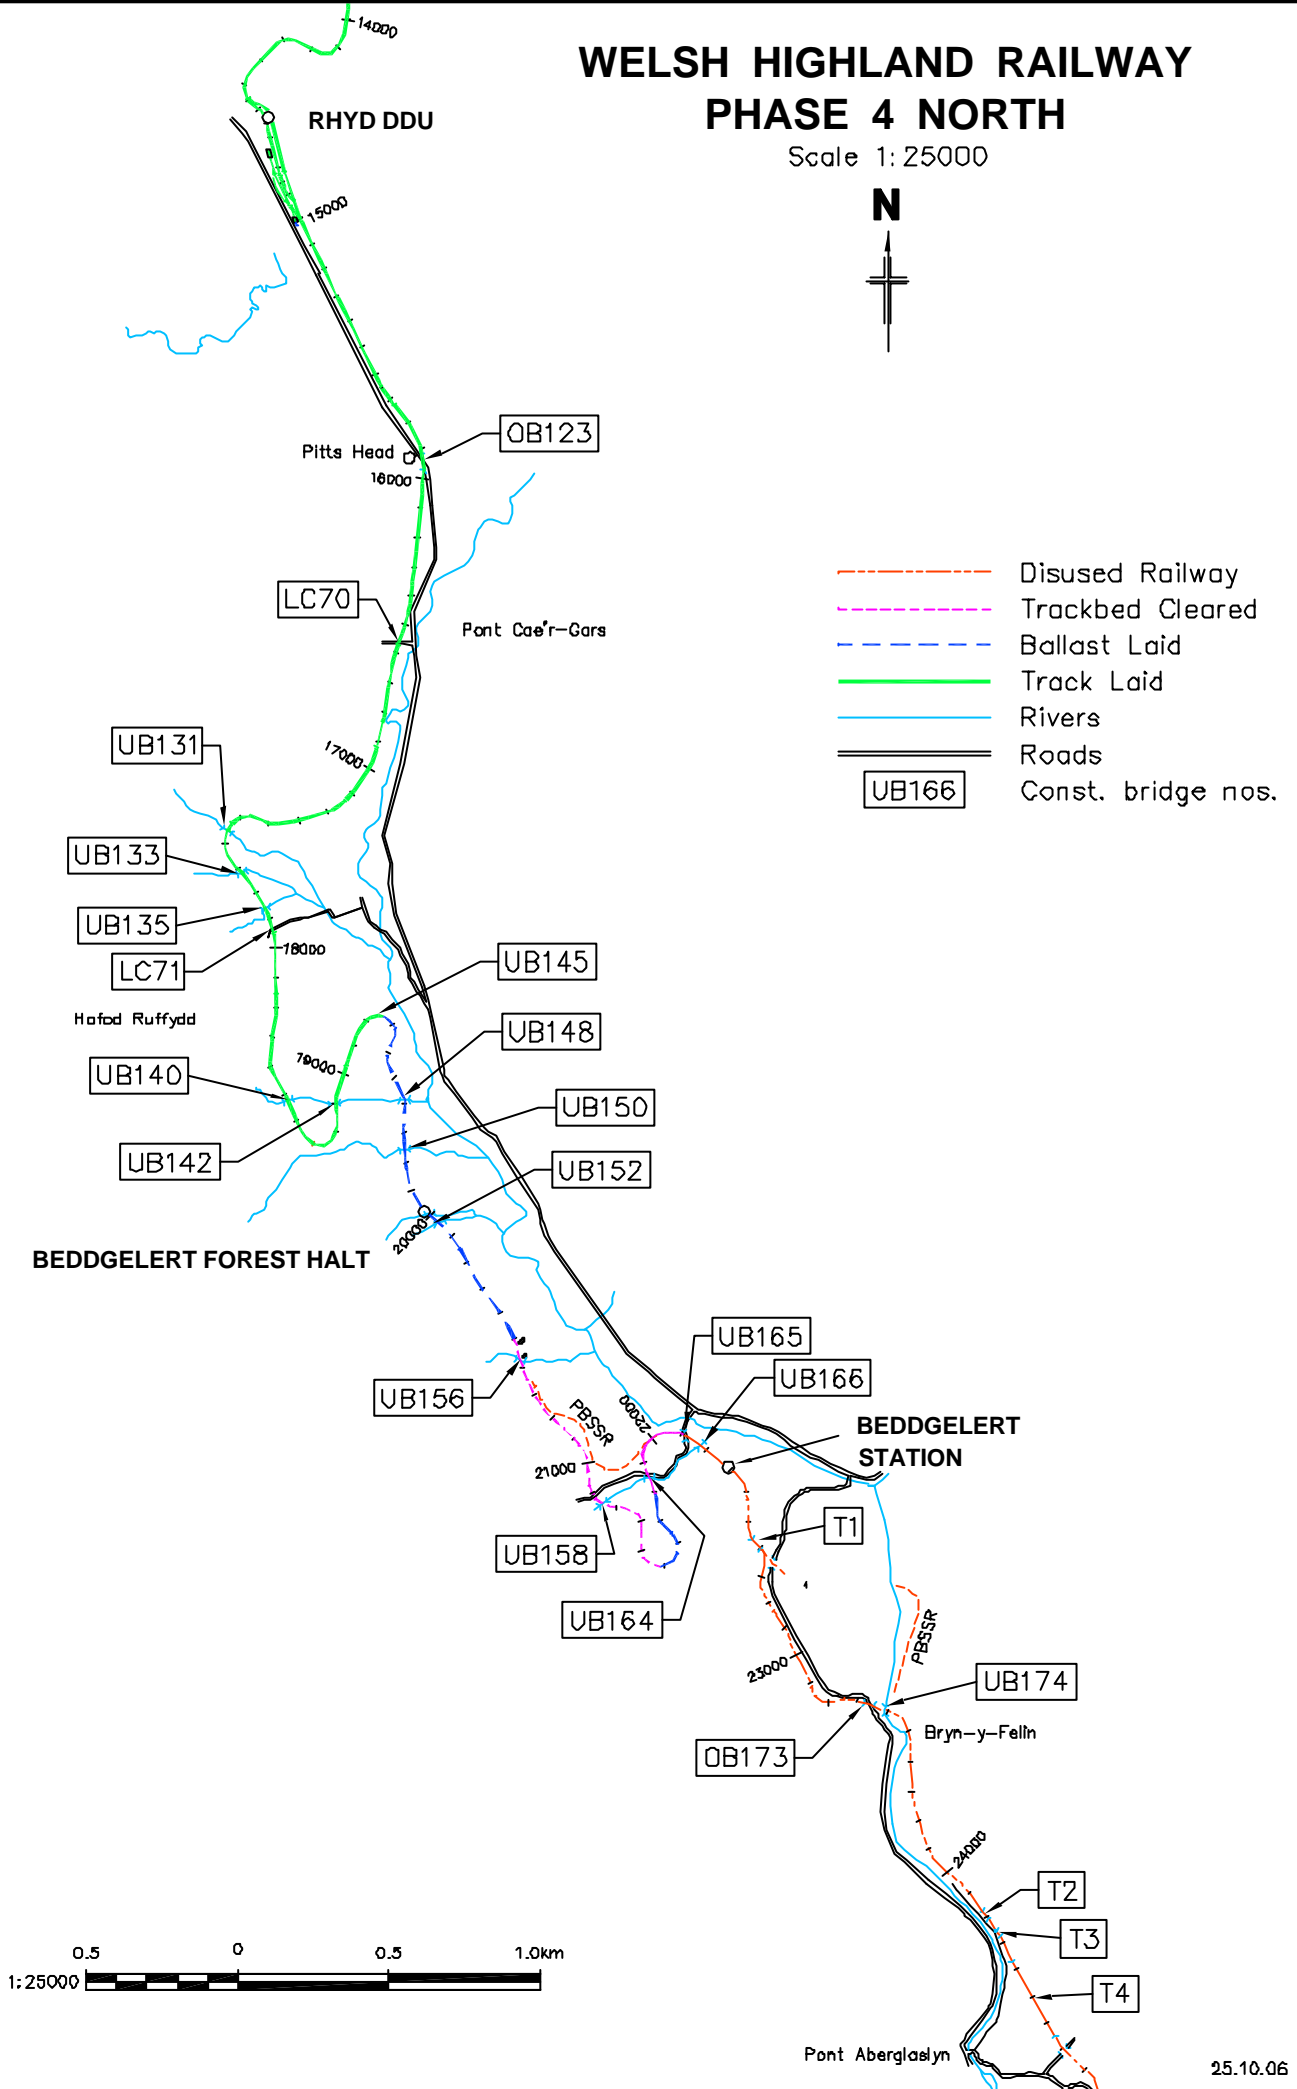 14000
WELSH HIGHLAND RAILWAY
PHASE 4 NORTH
Scale 1:25000
N
RHYD DDU
15000
OB123
Pitts Head
16000
LC70
Pont Cae'r-Gars
Disused Railway
Trackbed Cleared
Ballast Laid
Track Laid
Rivers
Roads
UB166
Const. bridge nos.
UB131
17000
UB133
UB135
LC71
18000
UB145
Hafod Ruffydd
UB148
19000
UB140
UB150
UB142
UB152
20000
BEDDGELERT FOREST HALT
UB165
UB166
UB156
PBSSR
22000
BEDDGELERT
STATION
21000
T1
UB158
UB164
PBSSR
23000
UB174
Bryn-y-Felin
OB173
24000
T2
T3
T4
0.5
0
0.5
1.0km
1:25000
Pont Aberglaslyn
25.10.06